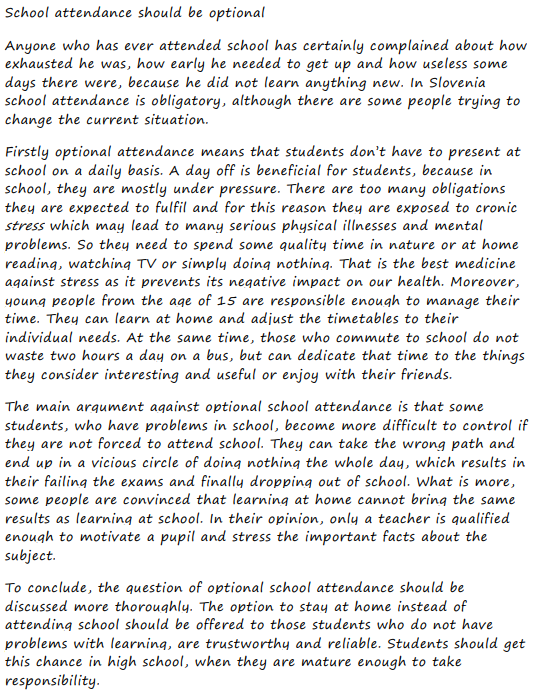 School attendance should be optional
Anyone who has ever attended school has certainly complained about how
exhausted he was, how early he needed to get up and how useless some
days there were, because he did not learn anything new. In Slovenia
school attendance is obligatory, although there are some people trying to
change the current situation.
Firstly optional attendance means that students don't have to present at
school on a daily basis. A day off is beneficial for students, because in
school, they are mostly under pressure. There are too many obligations
they are expected to fulfil and for this reason they are exposed to cronic
stress which may lead to many serious physical illnesses and mental
problems. So they need to spend some quality time in nature or at home
reading, watching TV or simply doing nothing. That is the best medicine
against stress as it prevents its negative impact on our health. Moreover,
young people from the age of 15 are responsible enough to manage their
time. They can learn at home and adjust the timetables to their
individual needs. At the same time, those who commute to school do not
waste two hours a day on a bus, but can dedicate that time to the things
they consider interesting and useful or enjoy with their friends.
The main argument against optional school attendance is that some
students, who have problems in school, become more difficult to control if
they are not forced to attend school. They can take the wrong path and
end up in a vicious circle of doing nothing the whole day, which results in
their failing the exams and finally dropping out of school. What is more,
some people are convinced that learning at home cannot bring the same
results as learning at school. In their opinion, only a teacher is qualified
enough to motivate a pupil and stress the important facts about the
subject.
To conclude, the question of optional school attendance should be
discussed more thoroughly. The option to stay at home instead of
attending school should be offered to those students who do not have
problems with learning, are trustworthy and reliable. Students should get
this chance in high school, when they are mature enough to take
responsibility.